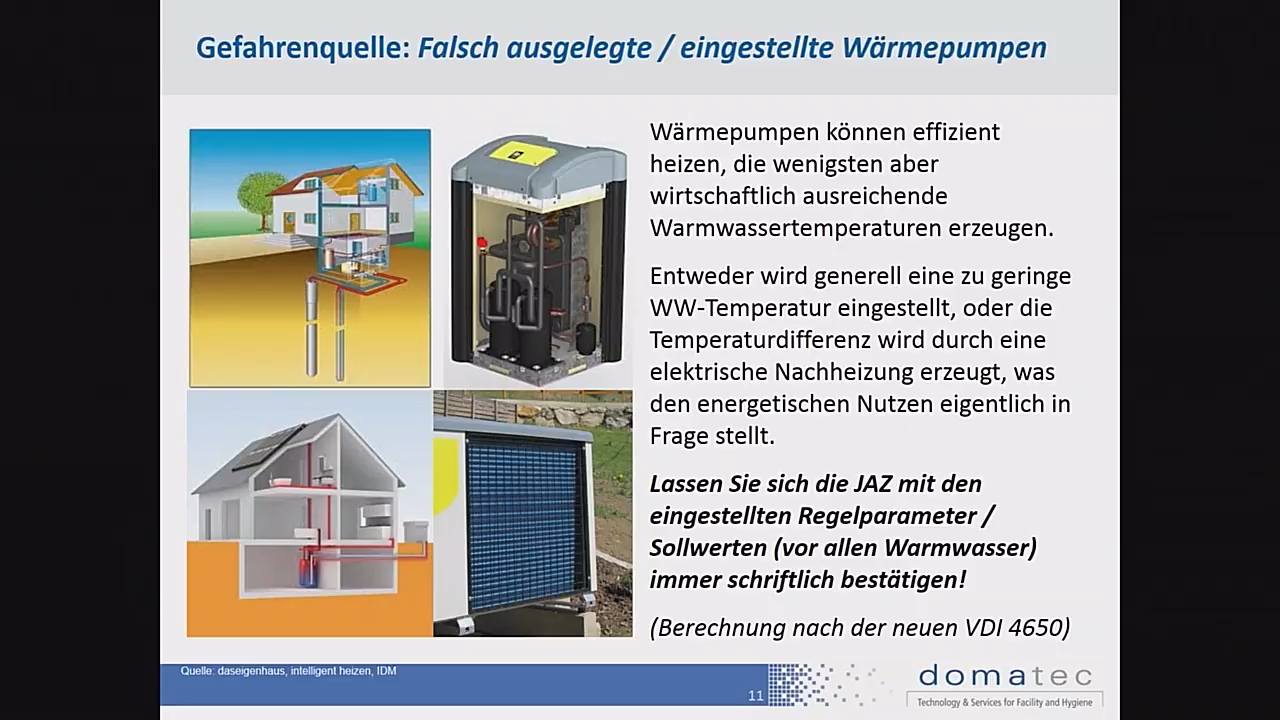 Gefahrenquelle: Falsch ausgelegte / eingestellte Wärmepumpen
Wärmepumpen können effizient
heizen, die wenigsten aber
wirtschaftlich ausreichende
Warmwassertemperaturen erzeugen.
Entweder wird generell eine zu geringe
WW-Temperatur eingestellt, oder die
Temperaturdifferenz wird durch eine
elektrische Nachheizung erzeugt, was
den energetischen Nutzen eigentlich in
Frage stellt.
Lassen Sie sich die JAZ mit den
eingestellten Regelparameter /
Sollwerten (vor allen Warmwasser)
immer schriftlich bestätigen!
(Berechnung nach der neuen VDI 4650)
Quelle: daseigenhaus, intelligent heizen, IDM
11
domatec
Technology & Services for Facility and Hygiene